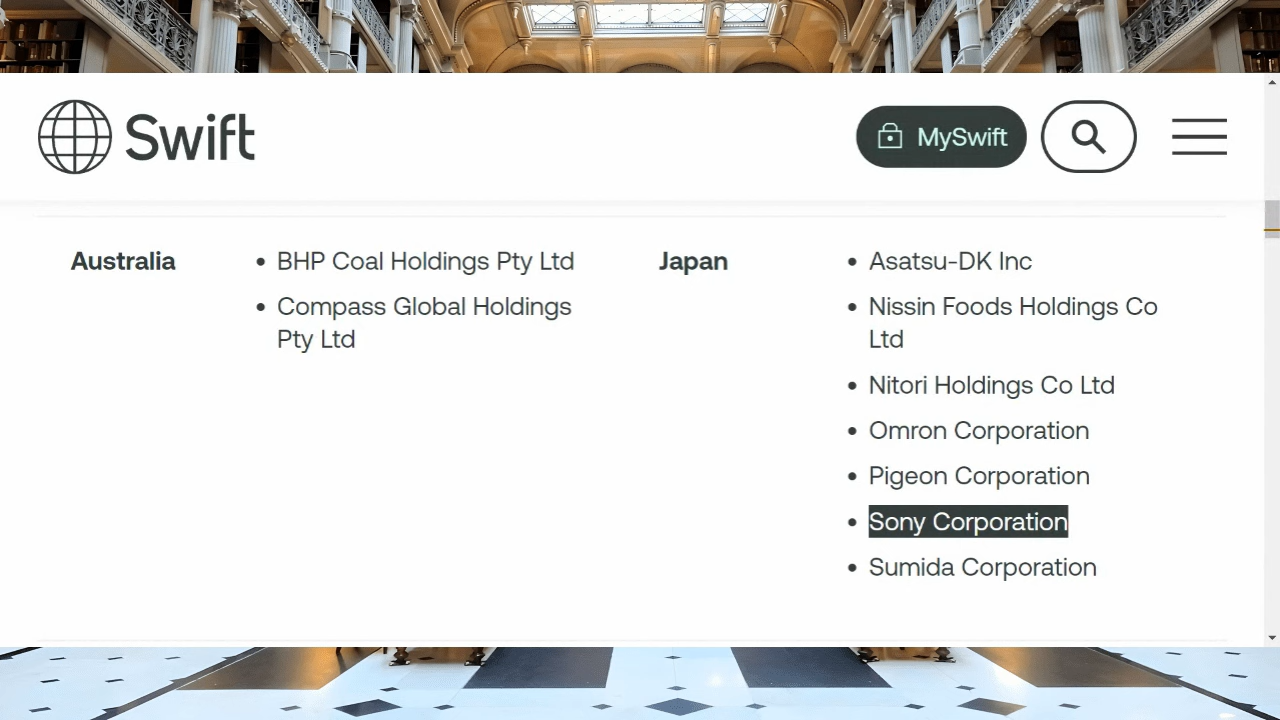 Swift
MySwift
Australia
BHP Coal Holdings Pty Ltd
Compass Global Holdings
Pty Ltd
Japan
Asatsu-DK Inc
Nissin Foods Holdings Co
Ltd
Nitori Holdings Co Ltd
Omron Corporation
Pigeon Corporation
Sony Corporation
Sumida Corporation